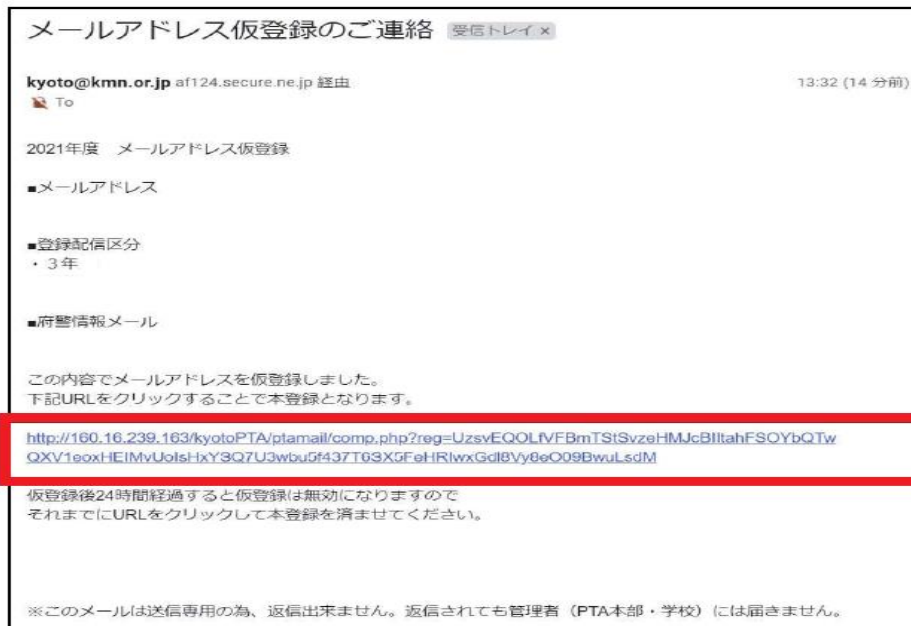 メールアドレス仮登録のご連絡 受信トレイ ×
kyoto@kmn.or.jp af124.secure.ne.jp 経由 13:32 (14 分前)
To
2021年度　メールアドレス仮登録
■メールアドレス
■登録配信区分
・３年
■府警情報メール
この内容でメールアドレスを仮登録しました。
下記URLをクリックすることで本登録となります。
http://160.16.239.163/kyotoPTA/ptamail/comp.php?reg=UzsvEQOLfVFBmTStSvzeHMJcBIItahFSOYbQTw
QXV1eoxHEIMvUoIsHxY3Q7U3wbu5f437T63X5FeHRIwxGdl8Vy8eO09BwuLsdM
仮登録後24時間経過すると仮登録は無効になりますので
それまでにURLをクリックして本登録を済ませてください。
※このメールは送信専用の為、返信出来ません。返信されても管理者（PTA本部・学校）には届きません。